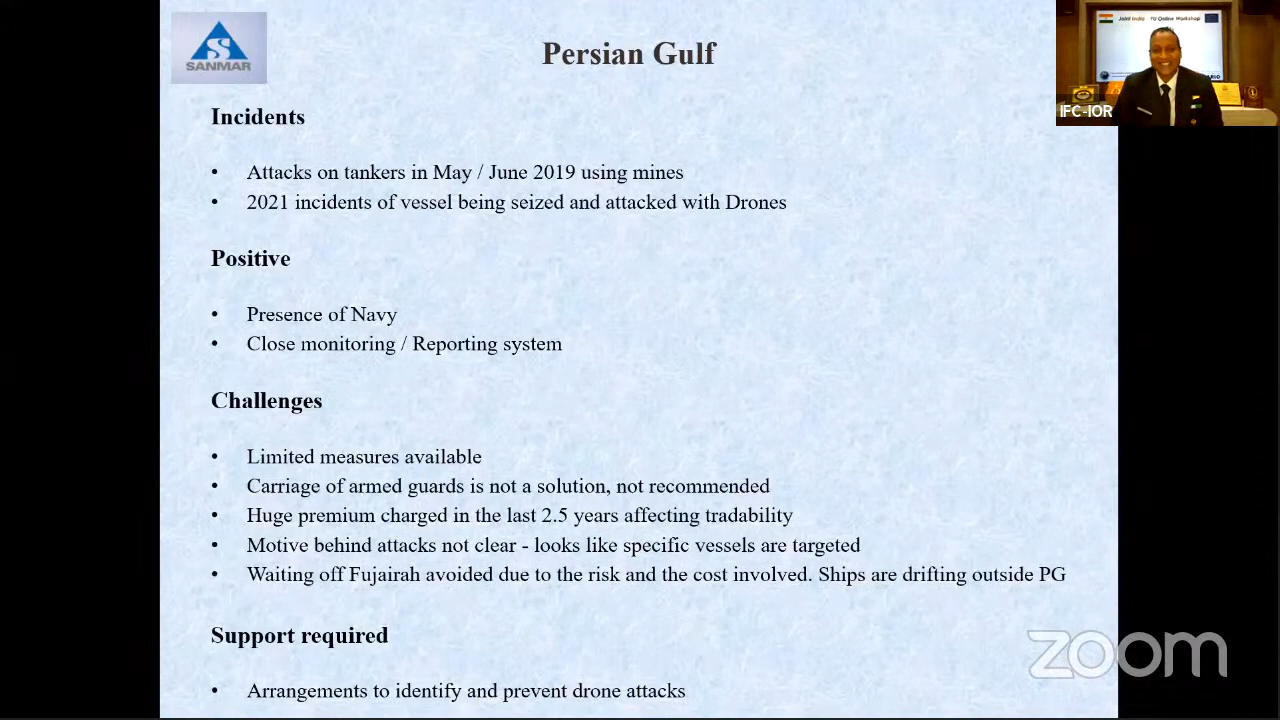 SANMAR
Persian Gulf
Joint India
EU Online Workshop
IFC-IOR
Incidents
• Attacks on tankers in May / June 2019 using mines
• 2021 incidents of vessel being seized and attacked with Drones
Positive
• Presence of Navy
• Close monitoring / Reporting system
Challenges
• Limited measures available
• Carriage of armed guards is not a solution, not recommended
• Huge premium charged in the last 2.5 years affecting tradability
• Motive behind attacks not clear - looks like specific vessels are targeted
• Waiting off Fujairah avoided due to the risk and the cost involved. Ships are drifting outside PG
Support required
• Arrangements to identify and prevent drone attacks
zoom